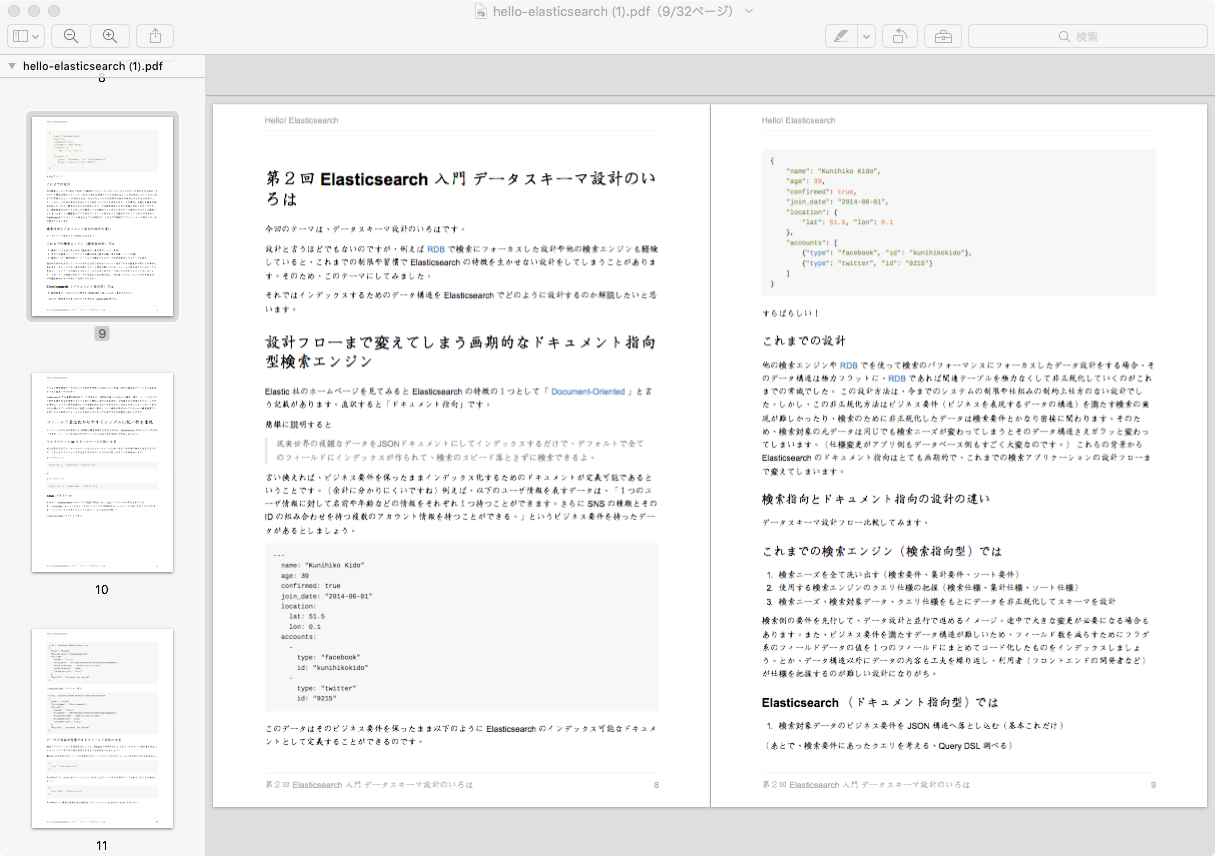 hello-elasticsearch (1).pdf（9/32ページ）
検索
hello-elasticsearch (1).pdf
8
9
10
11
Hello! Elasticsearch
第２回 Elasticsearch 入門 データスキーマ設計のい
ろは
今回のテーマは、データスキーマ設計のいろはです。
設計と言うほどでもないのですが、例えば RDB で検索にフォーカスした設計や他の検索エンジンも経験
していると、これまでの制限や習慣で Elasticsearch の特徴を生かせない設計をしてしまうことがありま
す。そのため、このテーマにしてみました。
それではインデックスするためのデータ構造を Elasticsearch でどのように設計するのか解説したいと思
います。
設計フローまで変えてしまう画期的なドキュメント指向
型検索エンジン
Elastic 社のホームページを見てみると Elasticsearch の特徴の１つとして「 Document-Oriented 」と言
う記載があります。直訳すると「ドキュメント指向」です。
簡単に説明すると
現実世界の複雑なデータをJSONドキュメントにしてインデックスするだけで、デフォルトで全て
のフィールドにインデックスが作られて、検索のスピード落とさずに検索できるよ。
言い換えれば、ビジネス要件を保ったままインデックス化するためのドキュメントが定義可能であると
いうことです。（余計に分かりにくいですね）例えば、以下のユーザ情報を表すデータは、「１つのユ
ーザ情報に対して名前や年齢などの情報をそれぞれ１つ持つことができます。さらに SNS の種類とその
ID の組み合わせを持つ複数のアカウント情報を持つことができる。」というビジネス要件を持ったデー
タがあるとしましょう。
---
name: "Kunihiko Kido"
age: 39
confirmed: true
join_date: "2014-06-01"
location:
lat: 51.5
lon: 0.1
accounts:
-
type: "facebook"
id: "kunihikokido"
-
type: "twitter"
id: "9215"
このデータはそのビジネス要件を保ったまま以下のように Elasticsearch のインデックス可能なドキュメ
ントとして定義することができるのです。
第２回 Elasticsearch 入門 データスキーマ設計のいろは
8
Hello! Elasticsearch
{
"name": "Kunihiko Kido",
"age": 39,
"confirmed": true,
"join_date": "2014-06-01",
"location": {
"lat": 51.5, "lon": 0.1
},
"accounts": [
{"type": "facebook", "id": "kunihikokido"},
{"type": "twitter", "id": "9215"}
]
}
すばらしい！
これまでの設計
他の検索エンジンや RDB でを使って検索のパフォーマンスにフォーカスしたデータ設計をする場合、そ
のデータ構造は極力フラットに、RDB であれば関連テーブルを極力なくして非正規化していくのがこれ
までの常識でした。 この設計方法は、今までのシステムの制限や仕組みの制約上仕方のない設計でし
た。しかし、この非正規化方法はビジネス要件（ビジネスを表現するデータの構造）を満たす検索の実
現が難しかったり、検索のために非正規化したデータは検索要件とかなり密接に関わります。そのた
め、検索対象の元データは同じでも検索ニーズが変わってしまうとそのデータ構造さえガラッと変わっ
てしまいます。（仕様変更がアプリ側もデータベース側もすごく大変なのです。） これらの背景から
Elasticsearch のドキュメント指向はとても画期的で、これまでの検索アプリケーションの設計フローま
で変えてしまいます。
検索指向とドキュメント指向の設計の違い
データスキーマ設計フロー比較してみます。
これまでの検索エンジン（検索指向型）では
1. 検索ニーズを全て洗い出す（検索要件、集計要件、ソート要件）
2. 使用する検索エンジンのクエリ仕様の把握（検索仕様、集計仕様、ソート仕様）
3. 検索ニーズ、検索対象データ、クエリ仕様をもとにデータを非正規化してスキーマを設計
検索側の要件を先行して、データ設計と並行で進めるイメージ。途中で大きな変更が必要になる場合も
あります。また、ビジネス要件を満たすデータ構造が難しいため、フィールド数を減らすためにフラグ
系のフィールドデータの値を１つのフィールドにまとめてコード化したものをインデックスしましょ
う。とか、データ構造以外にデータの内容も工夫を繰り返し、利用者（フロントエンドの開発者など）
が仕様を把握するのが難しい設計になりがち。
Elasticsearch （ドキュメント指向型）では
1. 検索対象データのビジネス要件を JSON 構造へ落とし込む（基本これだけ）
（あとで、検索要件にあったクエリを考える、Query DSL 調べる）
第２回 Elasticsearch 入門 データスキーマ設計のいろは
9